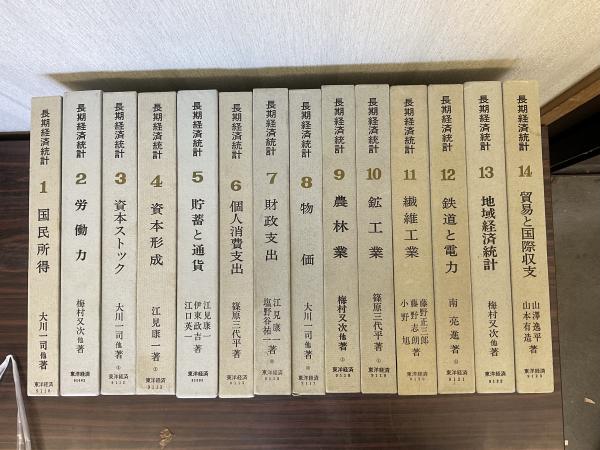 長期経済統計
1
国民所得
大川一司他著
東洋経済
長期経済統計
2
労働力
梅村又次他著
東洋経済
長期経済統計
3
資本ストック
大川一司他著
東洋経済
長期経済統計
4
資本形成
江見康一著
東洋経済
長期経済統計
5
貯蓄と通貨
江見康一
伊東政吉著
江口英一
東洋経済
長期経済統計
6
個人消費支出
篠原三代平著
東洋経済
長期経済統計
7
財政支出
江見康一
塩野谷祐一著
東洋経済
長期経済統計
8
物価
大川一司他著
東洋経済
長期経済統計
9
農林業
梅村又次他著
東洋経済
長期経済統計
10
鉱工業
篠原三代平著
東洋経済
長期経済統計
11
繊維工業
藤野正三郎
藤野志朗著
小野旭
東洋経済
長期経済統計
12
鉄道と電力
南亮進著
東洋経済
長期経済統計
13
地域経済統計
梅村又次他著
東洋経済
長期経済統計
14
貿易と国際収支
山澤逸平著
山本有造
東洋経済